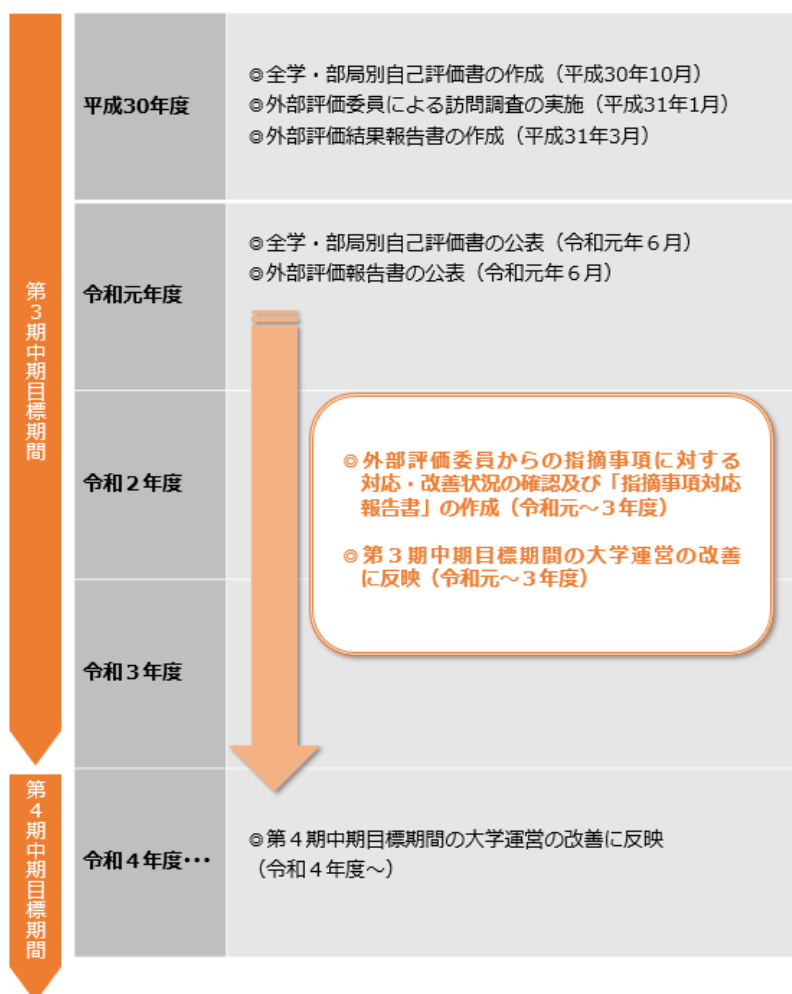 第３期中期目標期間
平成30年度
◎全学・部局別自己評価書の作成（平成30年10月）
◎外部評価委員による訪問調査の実施（平成31年1月）
◎外部評価結果報告書の作成（平成31年3月）
令和元年度
◎全学・部局別自己評価書の公表（令和元年６月）
◎外部評価報告書の公表（令和元年６月）
令和２年度
◎外部評価委員からの指摘事項に対する
対応・改善状況の確認及び「指摘事項対応
報告書」の作成（令和元～３年度）
◎第３期中期目標期間の大学運営の改善
に反映（令和元～３年度）
令和３年度
第４期中期目標期間
令和４年度･･･
◎第４期中期目標期間の大学運営の改善に反映
（令和４年度～）